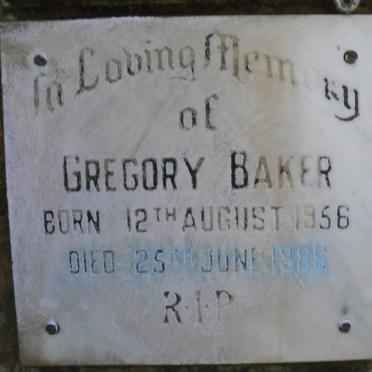 In Loving Memory
of
GREGORY BAKER
BORN 12TH AUGUST 1956
DIED 25TH JUNE
R.I.P